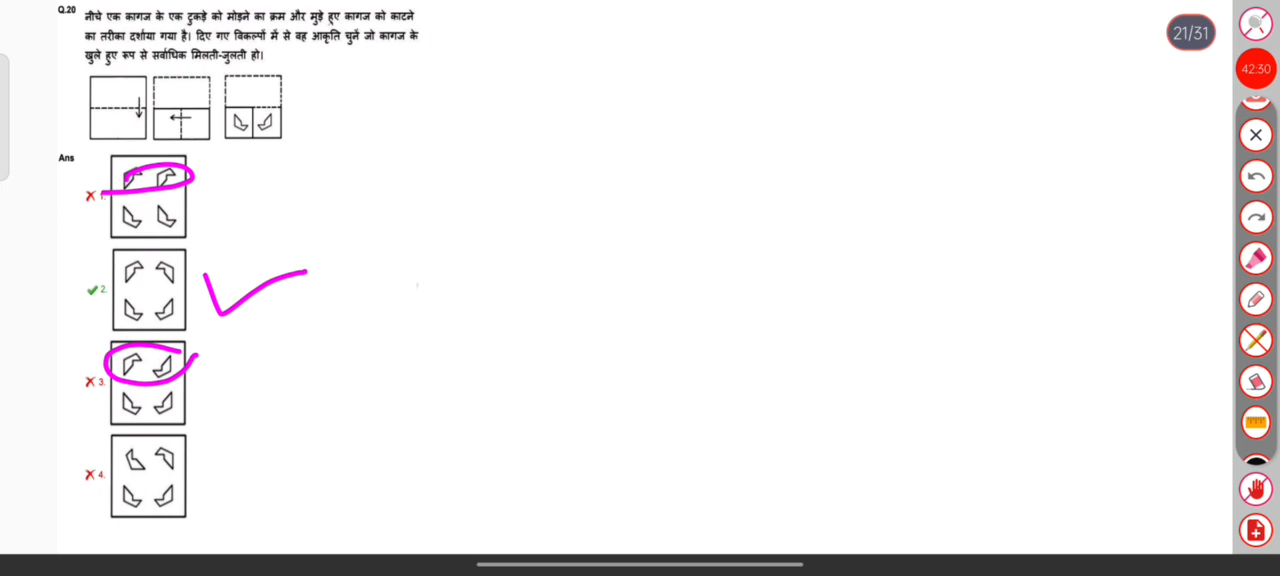 Q.20 नीचे एक कागज के एक टुकड़े को मोड़ने का क्रम और मुड़े हुए कागज को काटने
का तरीका दर्शाया गया है। दिए गए विकल्पों में से वह आकृति चुनें जो कागज के
खुले हुए रूप से सर्वाधिक मिलती-जुलती हो।
21/31
42:30
Ans
1.
2.
3.
4.